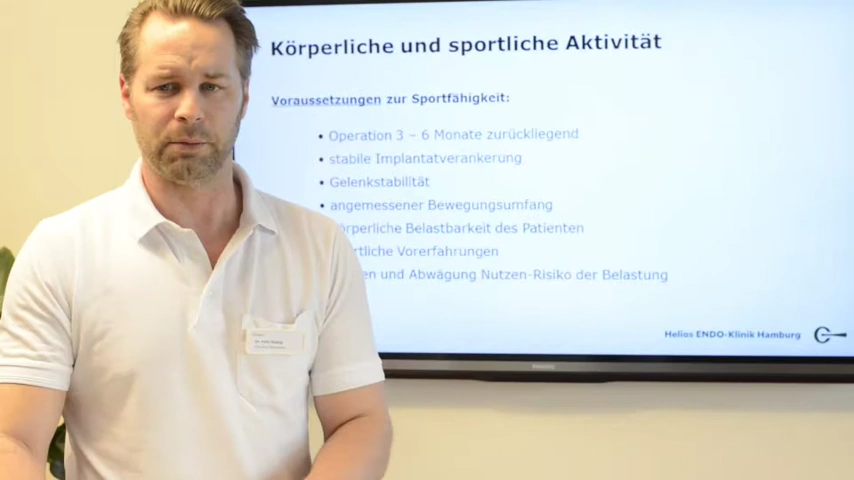 Körperliche und sportliche Aktivität
Voraussetzungen zur Sportfähigkeit:
• Operation 3 – 6 Monate zurückliegend
• stabile Implantatverankerung
• Gelenkstabilität
• angemessener Bewegungsumfang
örperliche Belastbarkeit des Patienten
rtliche Vorerfahrungen
en und Abwägung Nutzen-Risiko der Belastung
Helios ENDO-Klinik Hamburg